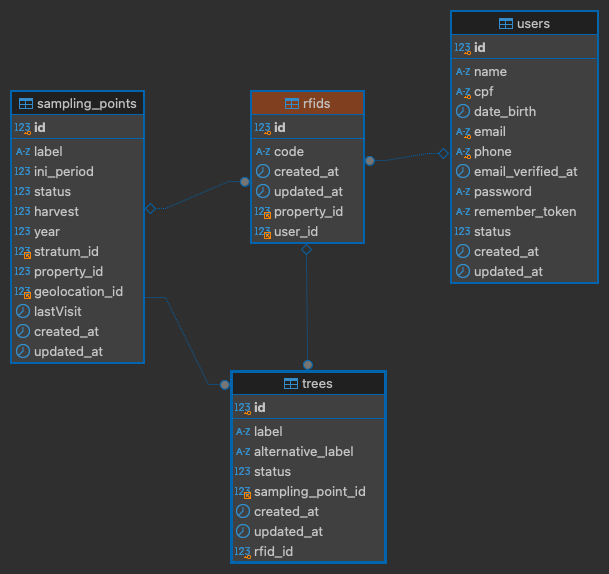 users
123 id
A-Z name
A-Z cpf
date_birth
A-Z email
A-Z phone
email_verified_at
A-Z password
A-Z remember_token
123 status
created_at
updated_at
sampling_points
123 id
A-Z label
123 ini_period
123 status
123 harvest
123 year
123 stratum_id
123 property_id
123 geolocation_id
lastVisit
created_at
updated_at
rfids
123 id
A-Z code
created_at
updated_at
123 property_id
123 user_id
trees
123 id
A-Z label
A-Z alternative_label
123 status
123 sampling_point_id
created_at
updated_at
123 rfid_id